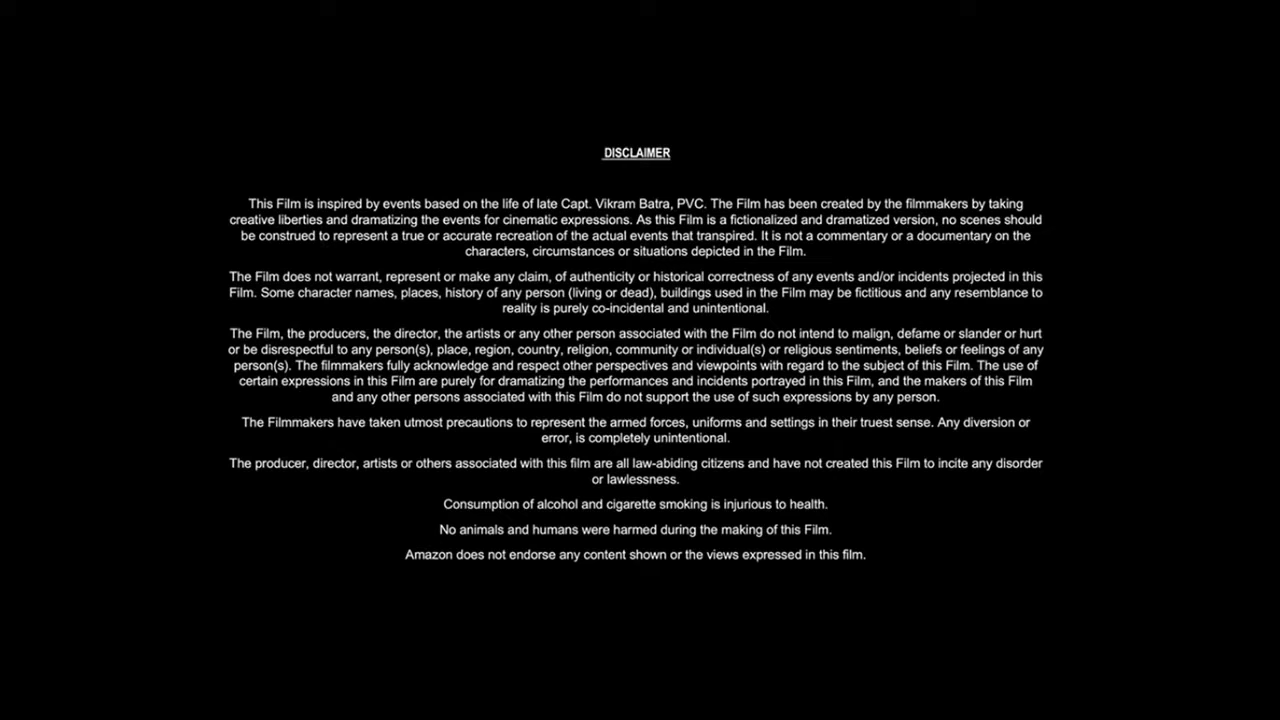 DISCLAIMER
This Film is inspired by events based on the life of late Capt. Vikram Batra, PVC. The Film has been created by the filmmakers by taking
creative liberties and dramatizing the events for cinematic expressions. As this Film is a fictionalized and dramatized version, no scenes should
be construed to represent a true or accurate recreation of the actual events that transpired. It is not a commentary or a documentary on the
characters, circumstances or situations depicted in the Film.
The Film does not warrant, represent or make any claim, of authenticity or historical correctness of any events and/or incidents projected in this
Film. Some character names, places, history of any person (living or dead), buildings used in the Film may be fictitious and any resemblance to
reality is purely co-incidental and unintentional.
The Film, the producers, the director, the artists or any other person associated with the Film do not intend to malign, defame or slander or hurt
or be disrespectful to any person(s), place, region, country, religion, community or individual(s) or religious sentiments, beliefs or feelings of any
person(s). The filmmakers fully acknowledge and respect other perspectives and viewpoints with regard to the subject of this Film. The use of
certain expressions in this Film are purely for dramatizing the performances and incidents portrayed in this Film, and the makers of this Film
and any other persons associated with this Film do not support the use of such expressions by any person.
The Filmmakers have taken utmost precautions to represent the armed forces, uniforms and settings in their truest sense. Any diversion or
error, is completely unintentional.
The producer, director, artists or others associated with this film are all law-abiding citizens and have not created this Film to incite any disorder
or lawlessness.
Consumption of alcohol and cigarette smoking is injurious to health.
No animals and humans were harmed during the making of this Film.
Amazon does not endorse any content shown or the views expressed in this film.